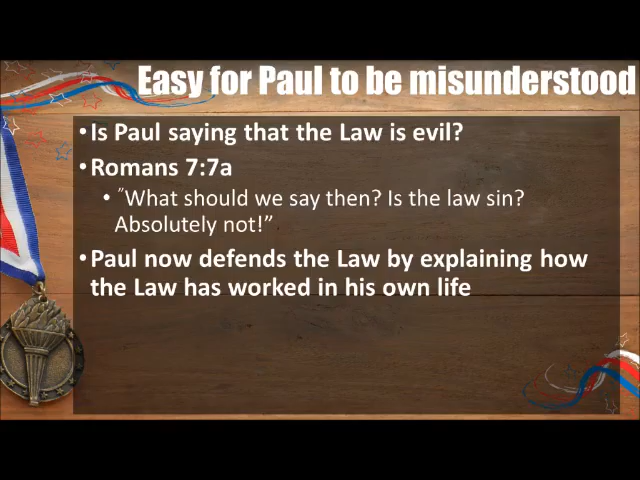 Easy for Paul to be misunderstood
•Is Paul saying that the Law is evil?
•Romans 7:7a
• ″What should we say then? Is the law sin?
Absolutely not!”
•Paul now defends the Law by explaining how
the Law has worked in his own life